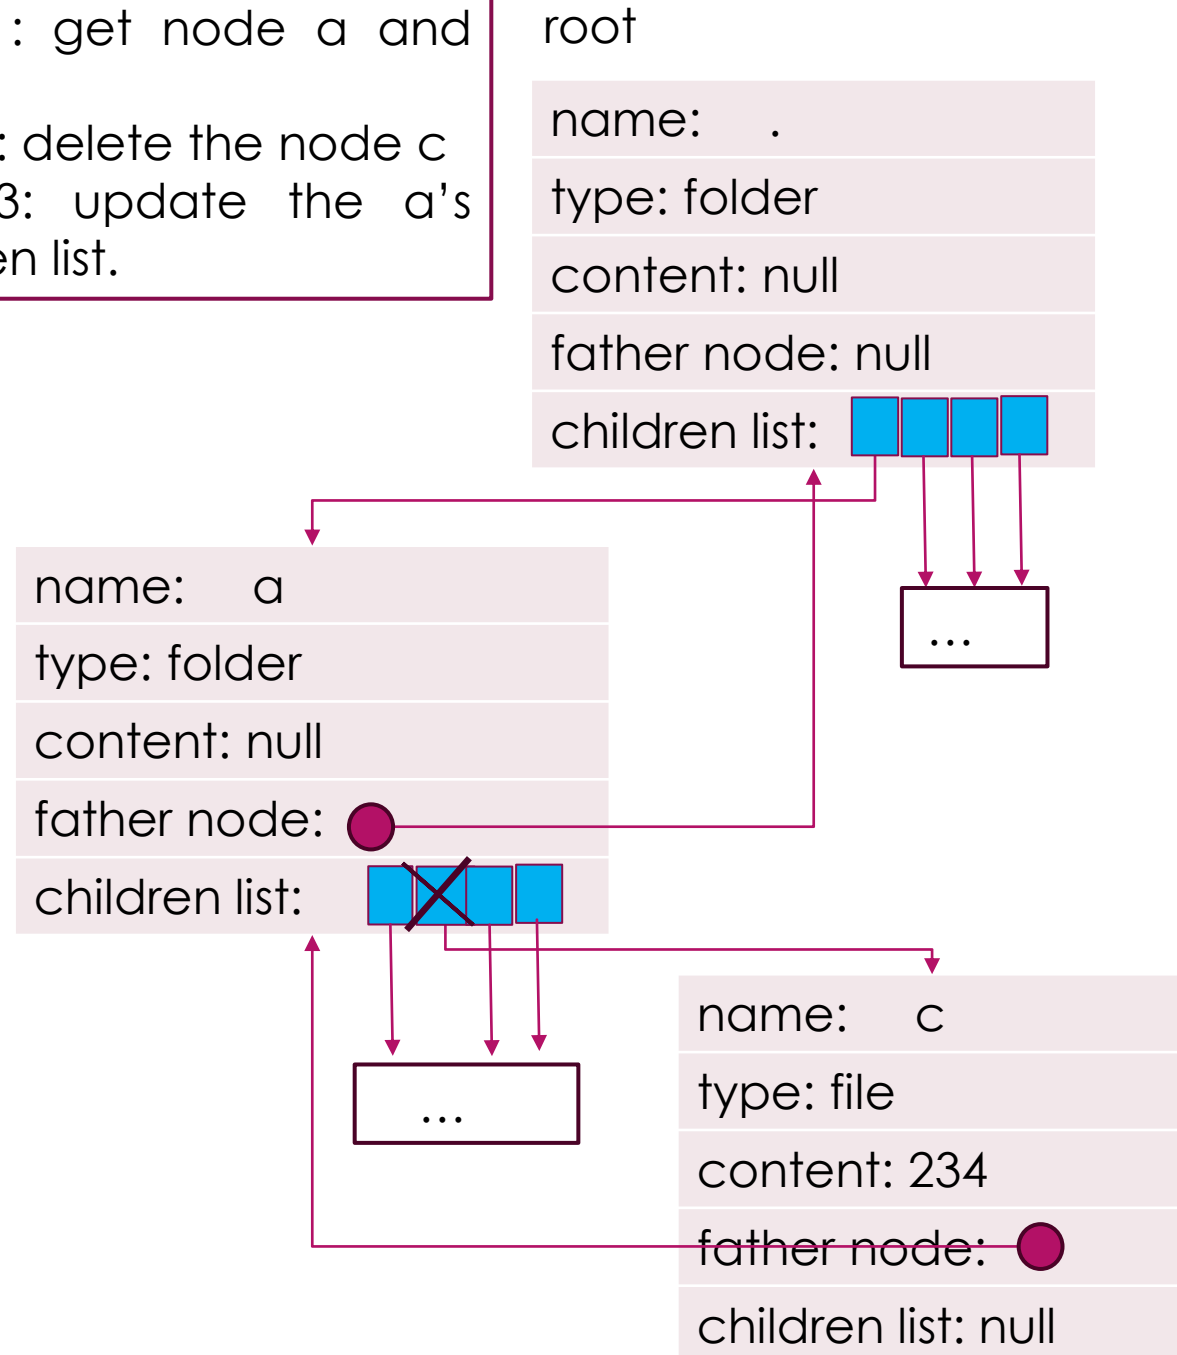 : get node a and
: delete the node c
3: update the a's
en list.
root
name: .
type: folder
content: null
father node: null
children list:
...
name: a
type: folder
content: null
father node:
children list:
...
name: c
type: file
content: 234
father node:
children list: null